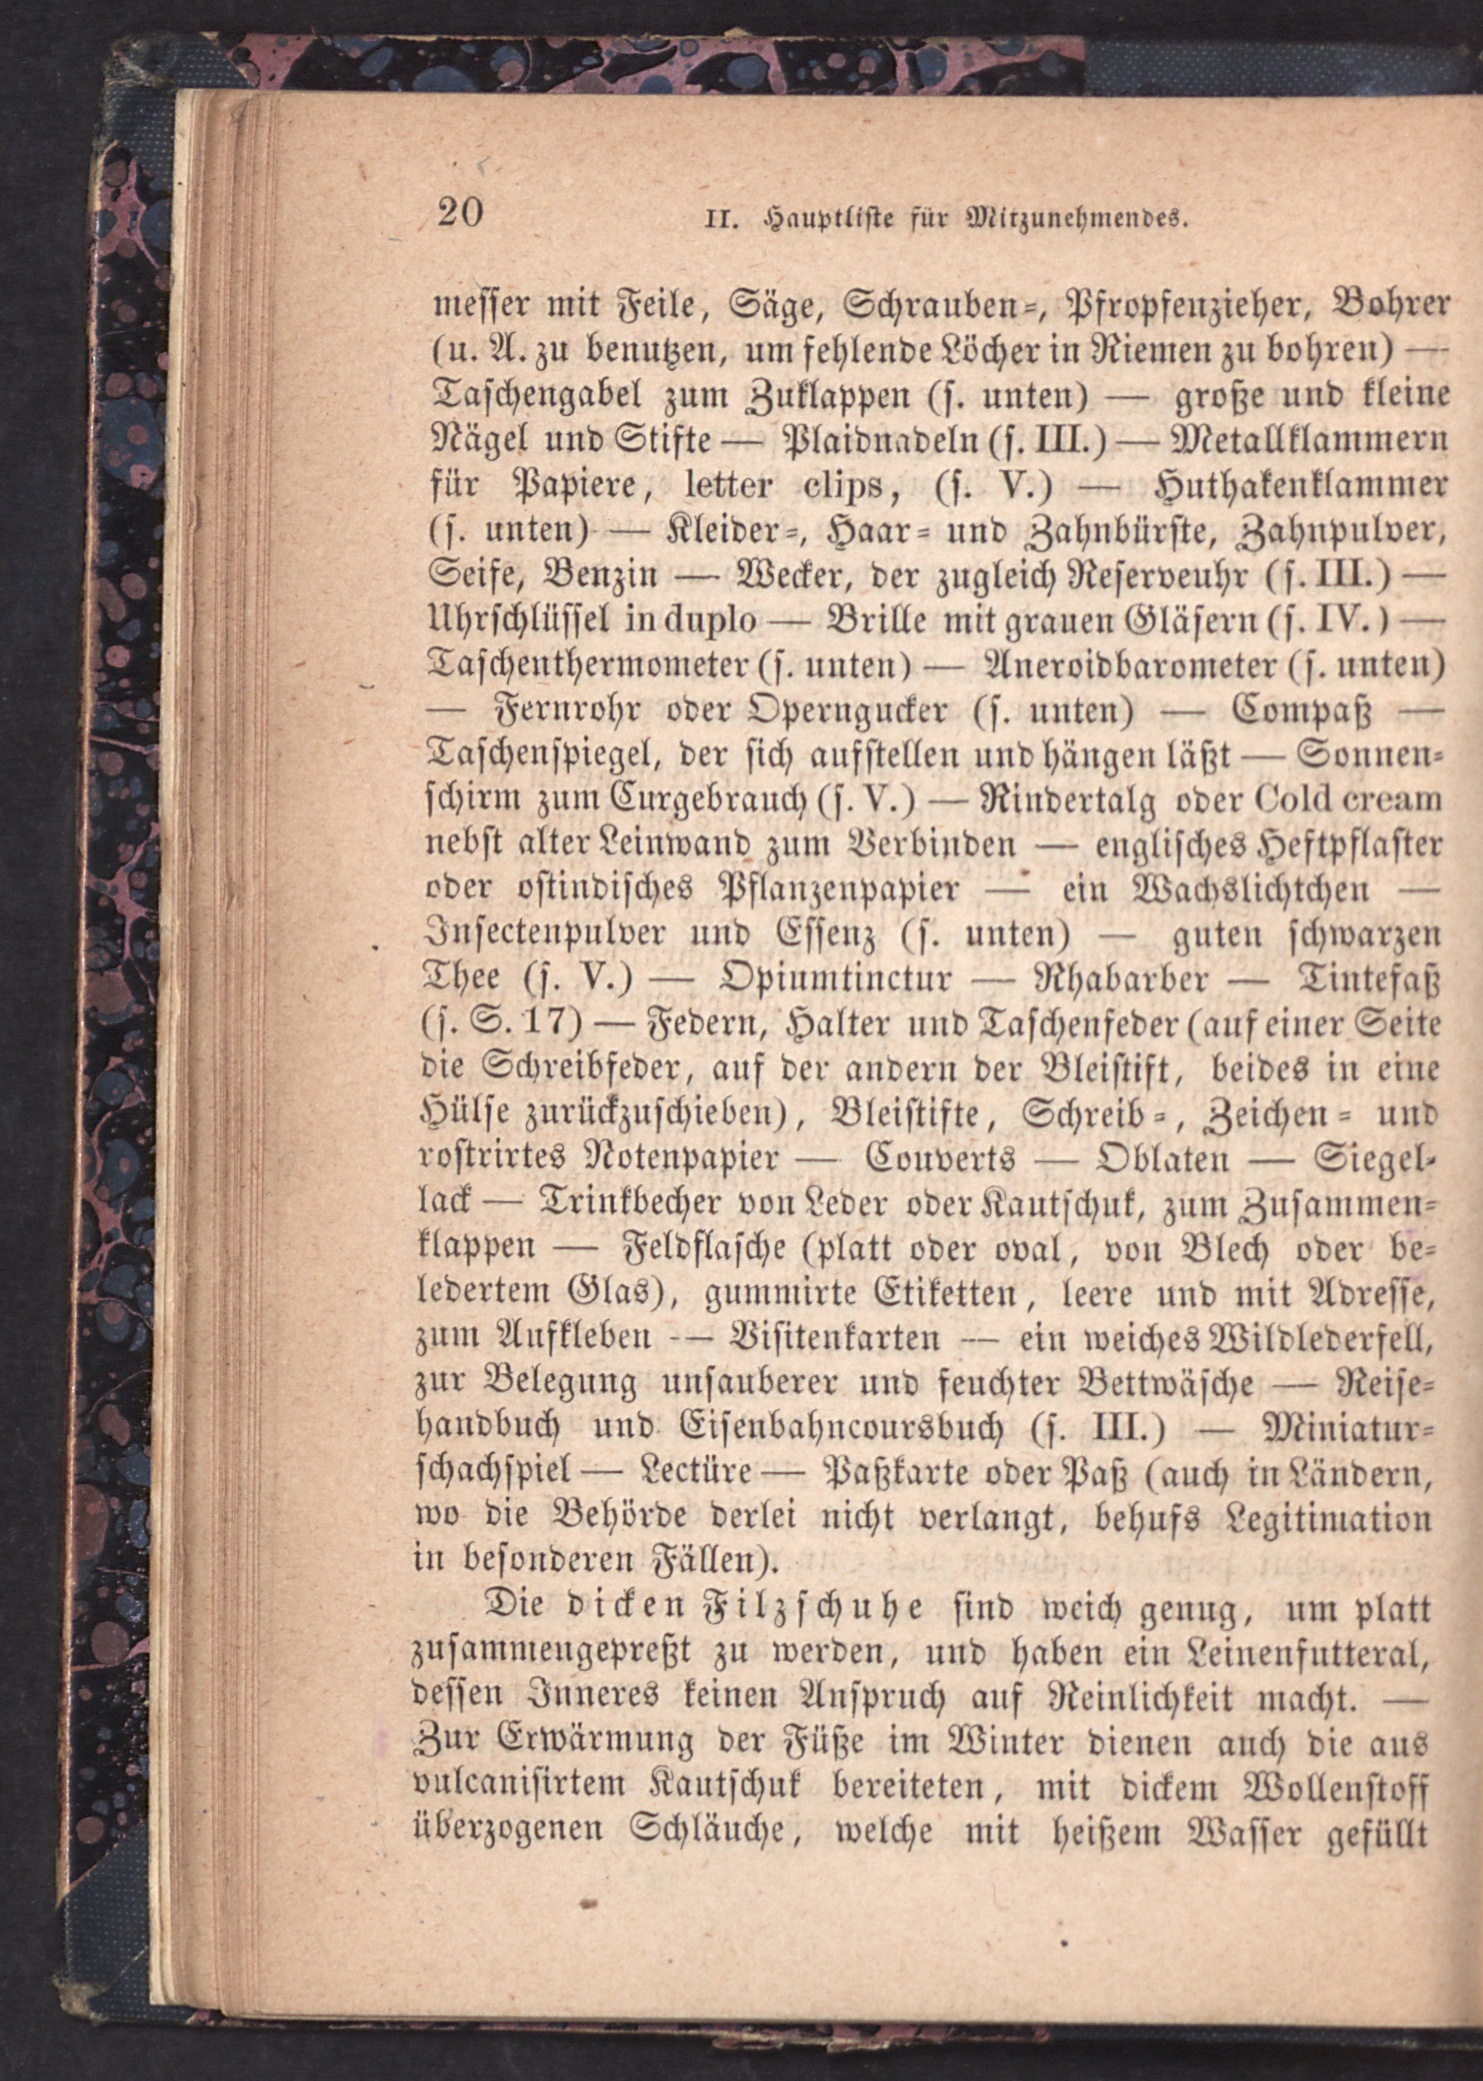 20
II. Hauptliste für Mitzunehmendes.
messer mit Feile, Säge, Schrauben-, Pfropfenzieher, Bohrer
(u. A. zu benutzen, um fehlende Löcher in Riemen zu bohren) —
Taschengabel zum Zuklappen (s. unten) — große und kleine
Nägel und Stifte — Plaidnadeln (s. III.) — Metallklammern
für Papiere, letter clips, (s. V.) — Huthakenklammer
(s. unten) — Kleider-, Haar- und Zahnbürste, Zahnpulver,
Seife, Benzin — Wecker, der zugleich Reserveuhr (s. III.) —
Uhrschlüssel in duplo — Brille mit grauen Gläsern (s. IV.) —
Taschenthermometer (s. unten) — Aneroidbarometer (s. unten)
— Fernrohr oder Operngucker (s. unten) — Compaß —
Taschenspiegel, der sich aufstellen und hängen läßt — Sonnen-
schirm zum Curgebrauch (s. V.) — Rindertalg oder Cold cream
nebst alter Leinwand zum Verbinden — englisches Heftpflaster
oder ostindisches Pflanzenpapier — ein Wachslichtchen —
Insectenpulver und Essenz (s. unten) — guten schwarzen
Thee (s. V.) — Opiumtinctur — Rhabarber — Tintefaß
(s. S. 17) — Federn, Halter und Taschenfeder (auf einer Seite
die Schreibfeder, auf der andern der Bleistift, beides in eine
Hülse zurückzuschieben), Bleistifte, Schreib-, Zeichen- und
rostrirtes Notenpapier — Couverts — Oblaten — Siegel-
lack — Trinkbecher von Leder oder Kautschuk, zum Zusammen-
klappen — Feldflasche (platt oder oval, von Blech oder be-
ledertem Glas), gummirte Etiketten, leere und mit Adresse,
zum Aufkleben — Visitenkarten — ein weiches Wildlederfell,
zur Belegung unsauberer und feuchter Bettwäsche — Reise-
handbuch und Eisenbahncoursbuch (s. III.) — Miniatur-
schachspiel — Lectüre — Paßkarte oder Paß (auch in Ländern,
wo die Behörde derlei nicht verlangt, behufs Legitimation
in besonderen Fällen).
Die dicken Filzschuhe sind weich genug, um platt
zusammengepreßt zu werden, und haben ein Leinenfutteral,
dessen Inneres keinen Anspruch auf Reinlichkeit macht. —
Zur Erwärmung der Füße im Winter dienen auch die aus
vulcanisirtem Kautschuk bereiteten, mit dickem Wollenstoff
überzogenen Schläuche, welche mit heißem Wasser gefüllt